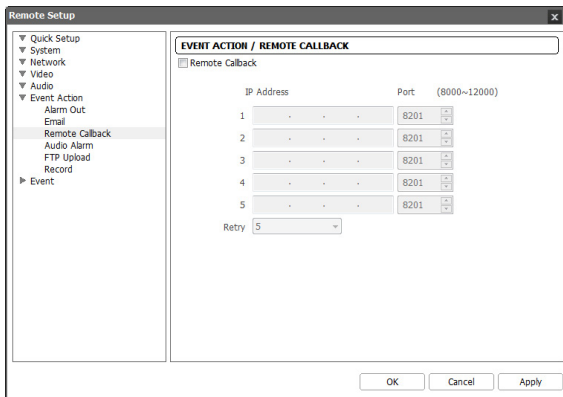 Remote Setup
x
Quick Setup
System
Network
Video
Audio
Event Action
Alarm Out
Email
Remote Callback
Audio Alarm
FTP Upload
Record
Event
EVENT ACTION / REMOTE CALLBACK
Remote Callback
IP Address Port (8000~12000)
1 . . . 8201
2 . . . 8201
3 . . . 8201
4 . . . 8201
5 . . . 8201
Retry 5
OK Cancel Apply